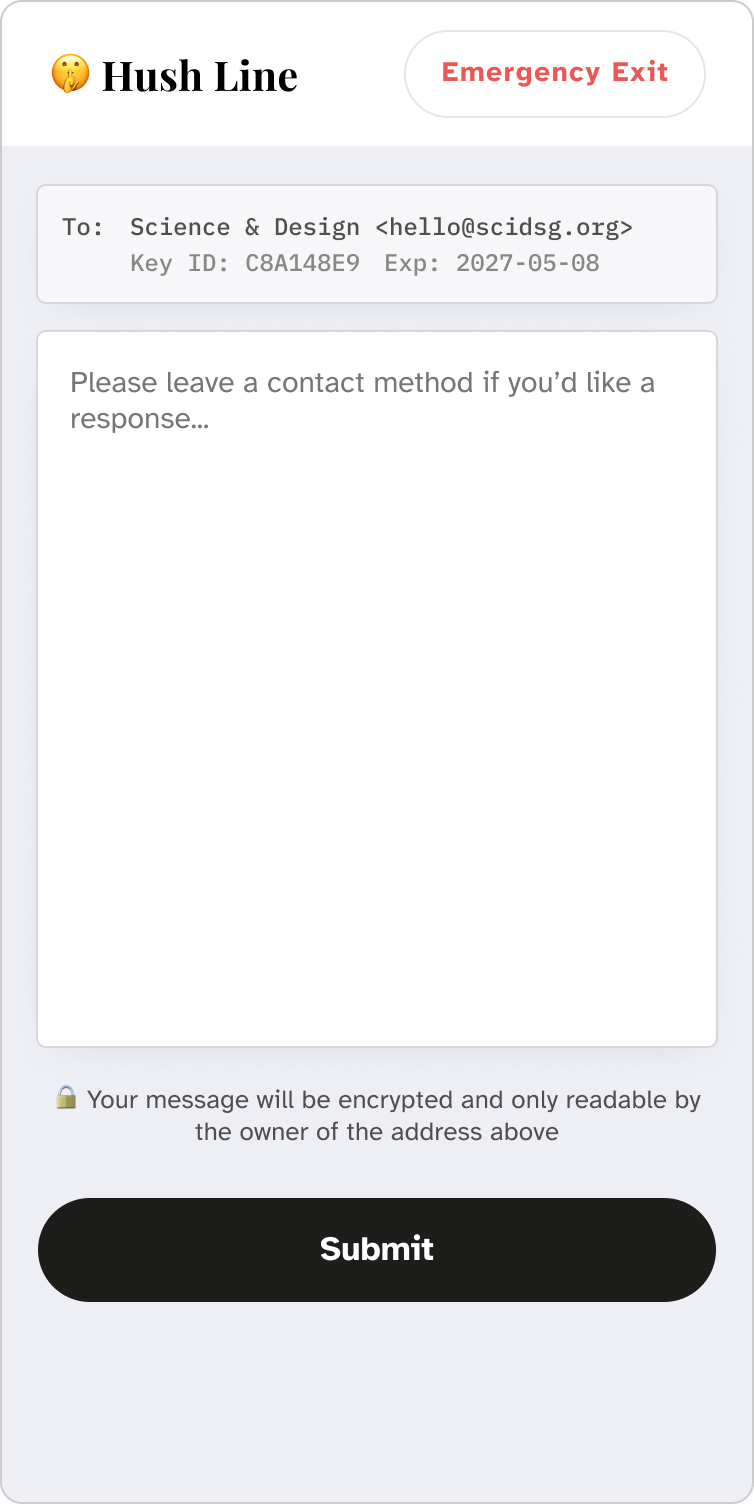 🤫 Hush Line
Emergency Exit
To: Science & Design <hello@scidsg.org>
Key ID: C8A148E9 Exp: 2027-05-08
Please leave a contact method if you’d like a
response...
🔒 Your message will be encrypted and only readable by
the owner of the address above
Submit